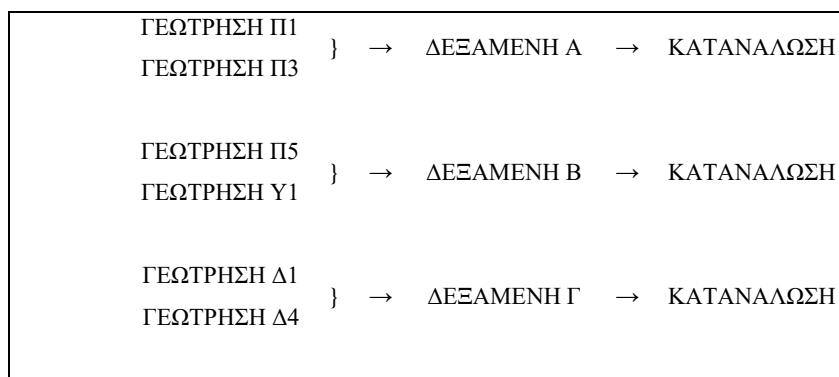 ΓΕΩΤΡΗΣΗ Π1
} → ΔΕΞΑΜΕΝΗ Α → ΚΑΤΑΝΑΛΩΣΗ
ΓΕΩΤΡΗΣΗ Π3
ΓΕΩΤΡΗΣΗ Π5
} → ΔΕΞΑΜΕΝΗ Β → ΚΑΤΑΝΑΛΩΣΗ
ΓΕΩΤΡΗΣΗ Υ1
ΓΕΩΤΡΗΣΗ Δ1
} → ΔΕΞΑΜΕΝΗ Γ → ΚΑΤΑΝΑΛΩΣΗ
ΓΕΩΤΡΗΣΗ Δ4